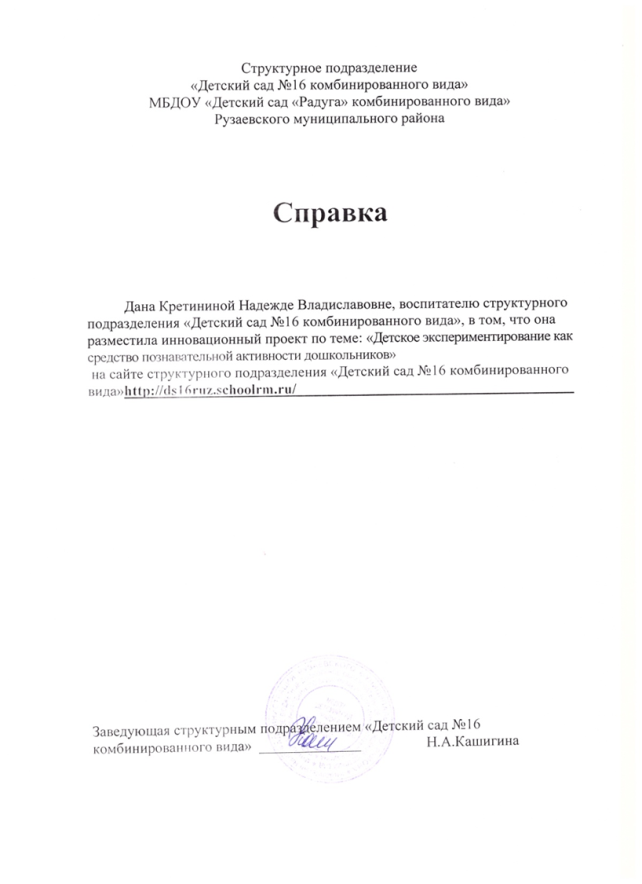 Структурное подразделение
«Детский сад №16 комбинированного вида»
МБДОУ «Детский сад «Радуга» комбинированного вида»
Рузаевского муниципального района
Справка
Дана Кретининой Надежде Владиславовне, воспитателю структурного
подразделения «Детский сад №16 комбинированного вида», в том, что она
разместила инновационный проект по теме: «Детское экспериментирование как
средство познавательной активности дошкольников»
на сайте структурного подразделения «Детский сад №16 комбинированного
вида»http://ds16ruz.schoolrm.ru/
Заведующая структурным подразделением «Детский сад №16
комбинированного вида» ______________ Н.А.Кашигина